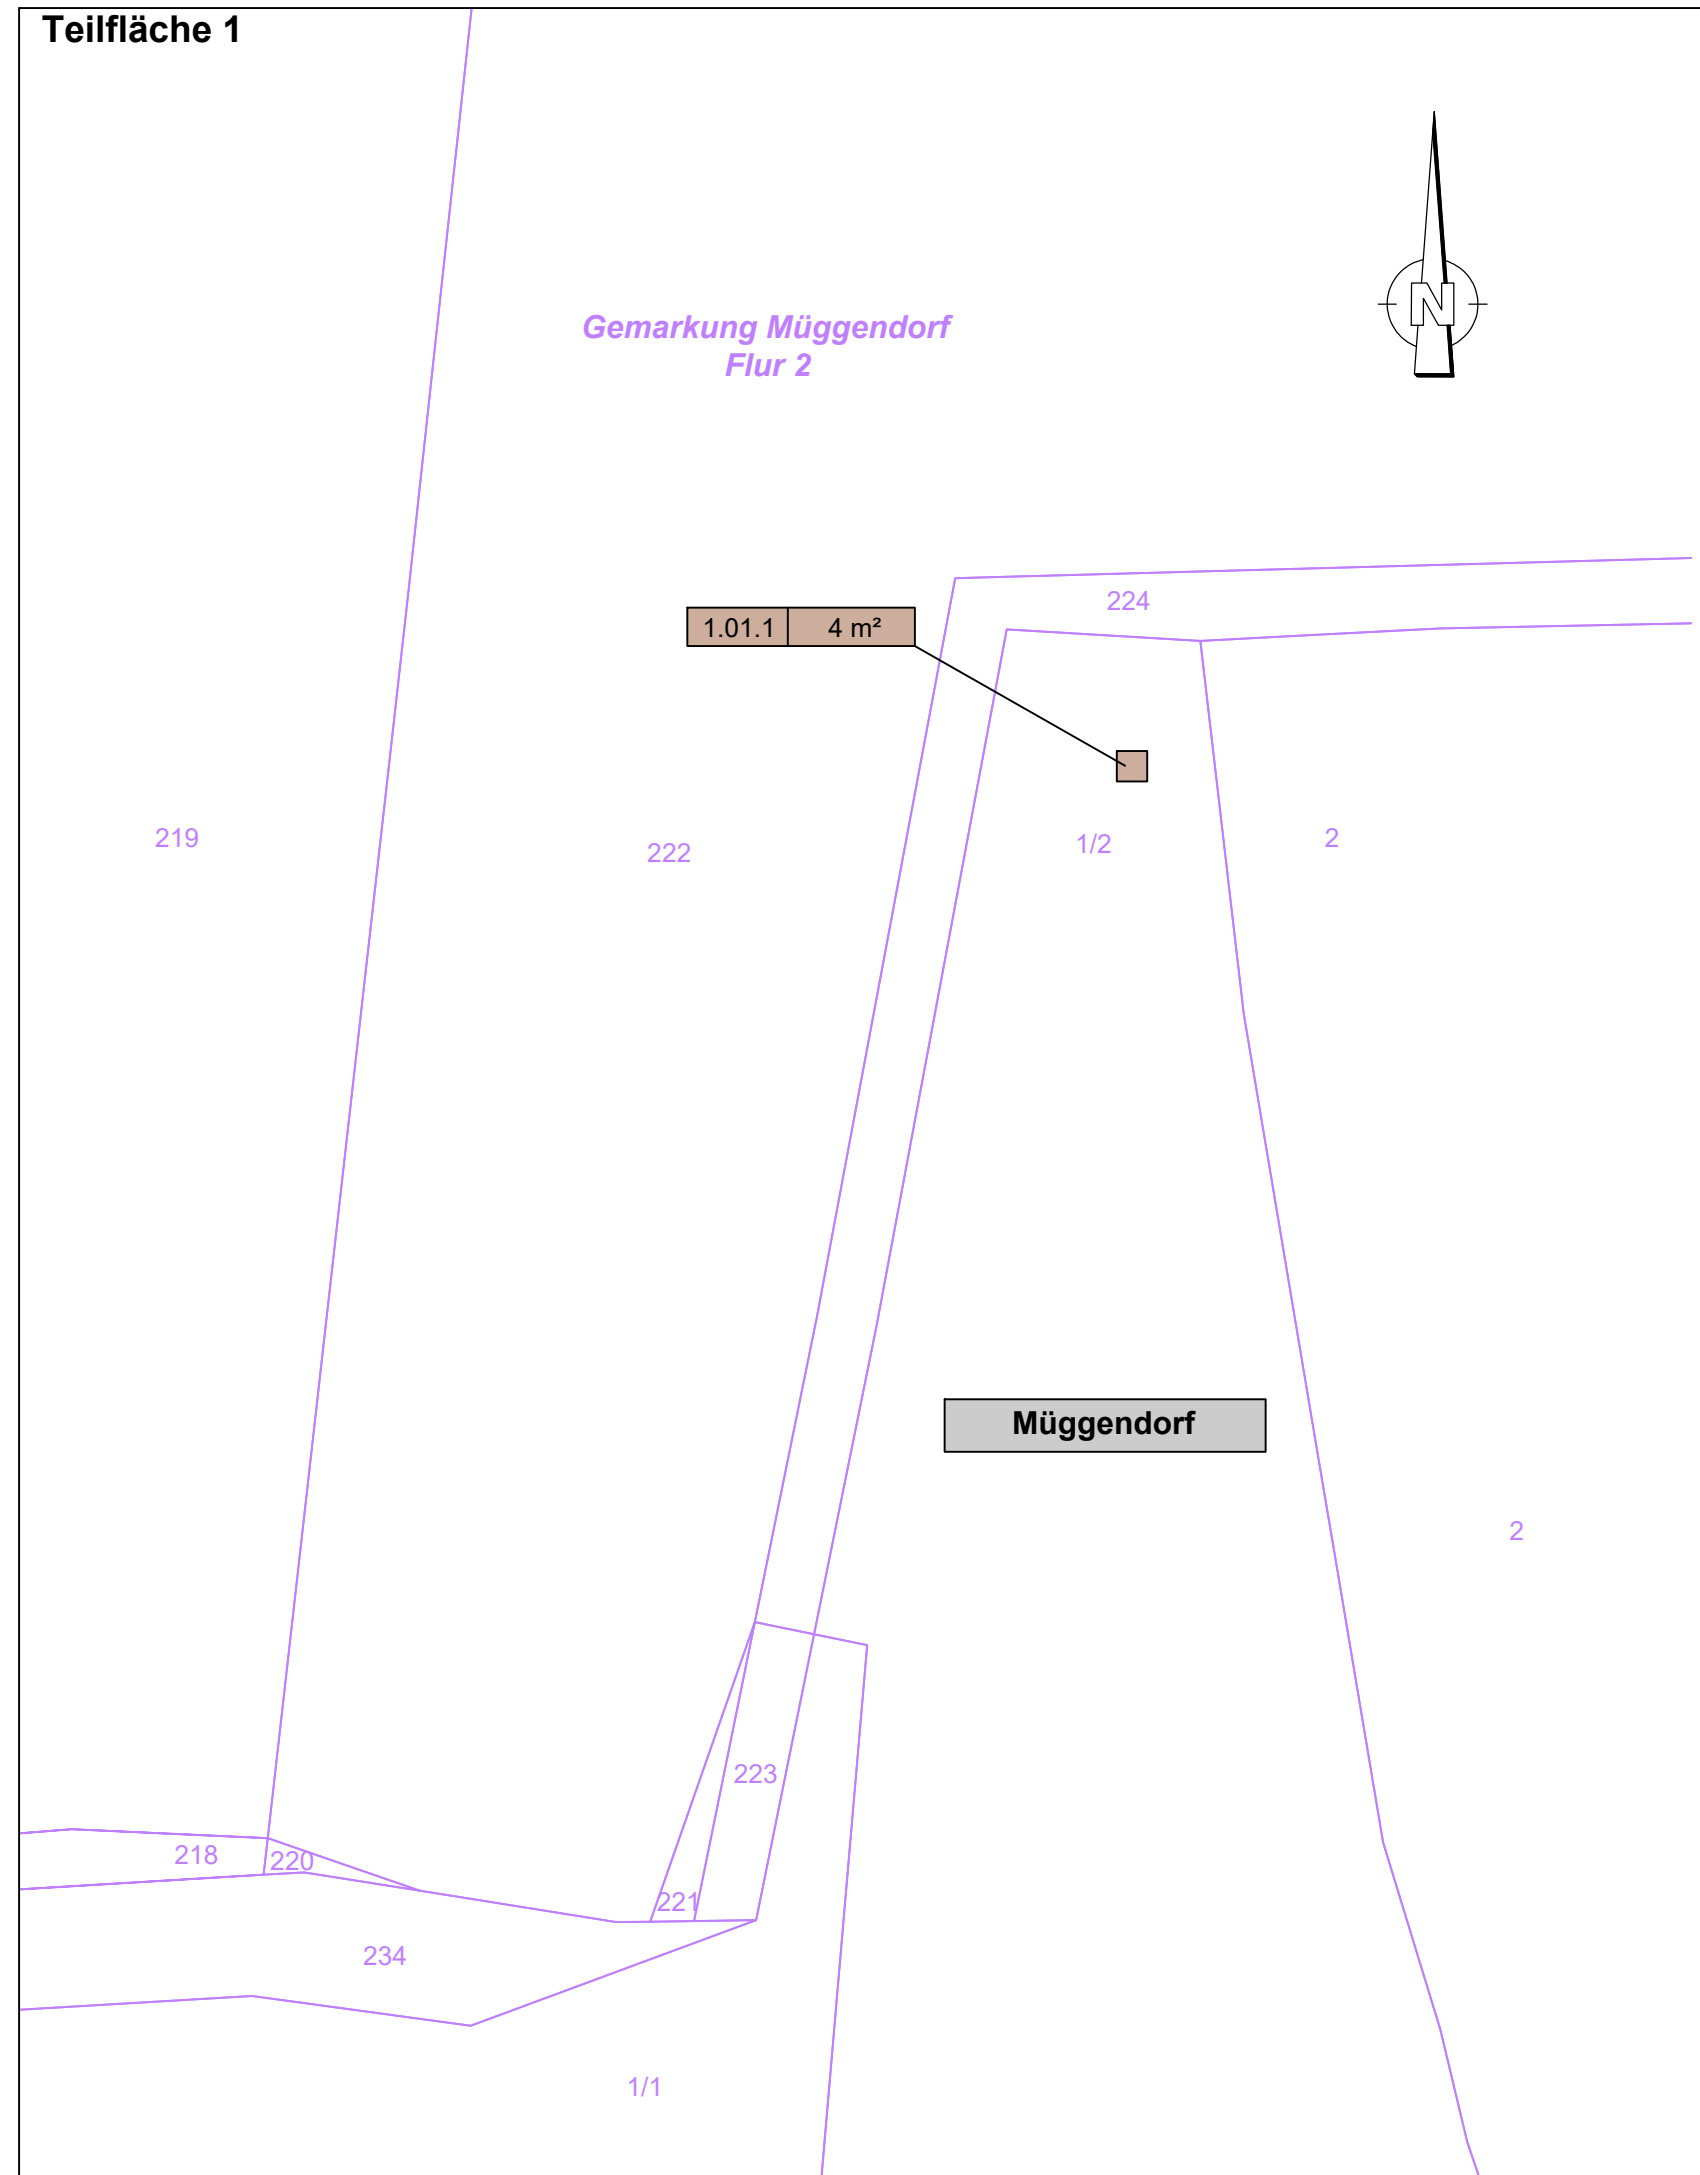 Teilfläche 1
N
Gemarkung Müggendorf
Flur 2
224
1.01.1 4 m²
219
222
1/2
2
Müggendorf
2
223
218
220
221
234
1/1